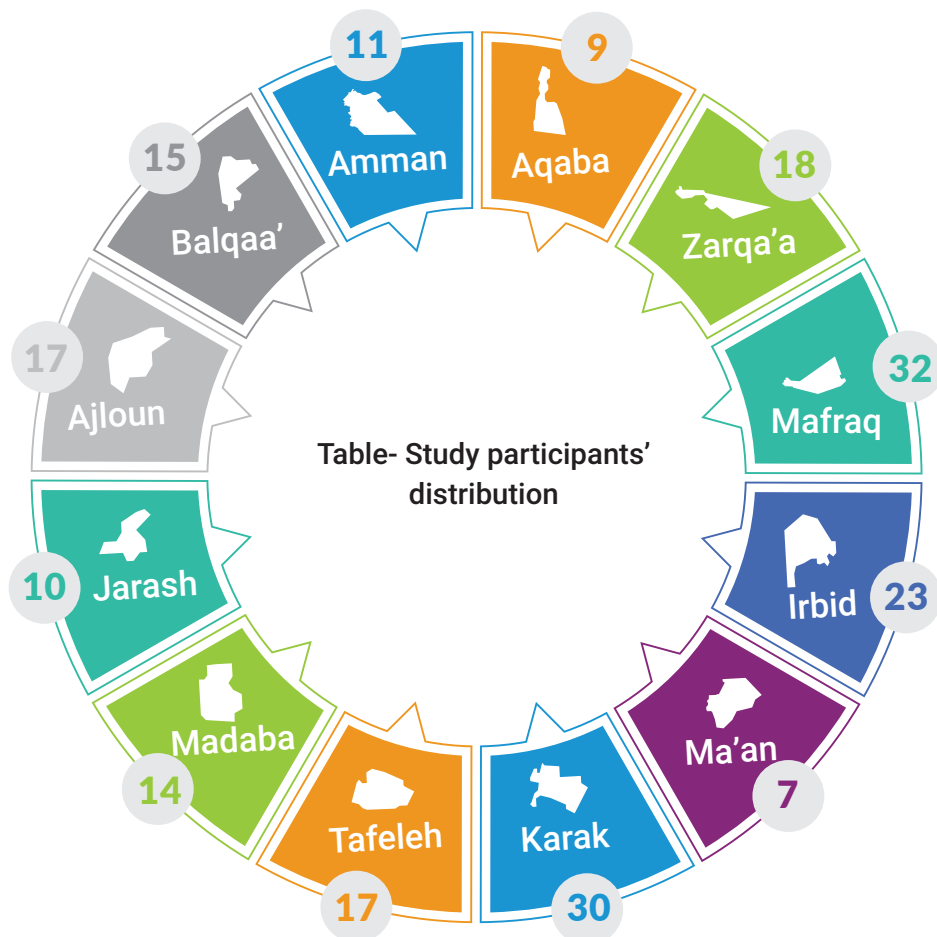 11
Amman
9
Aqaba
18
Zarqa’a
32
Mafraq
23
Irbid
7
Ma’an
30
Karak
17
Tafeleh
14
Madaba
10
Jarash
17
Ajloun
15
Balqaa’
Table- Study participants’
distribution